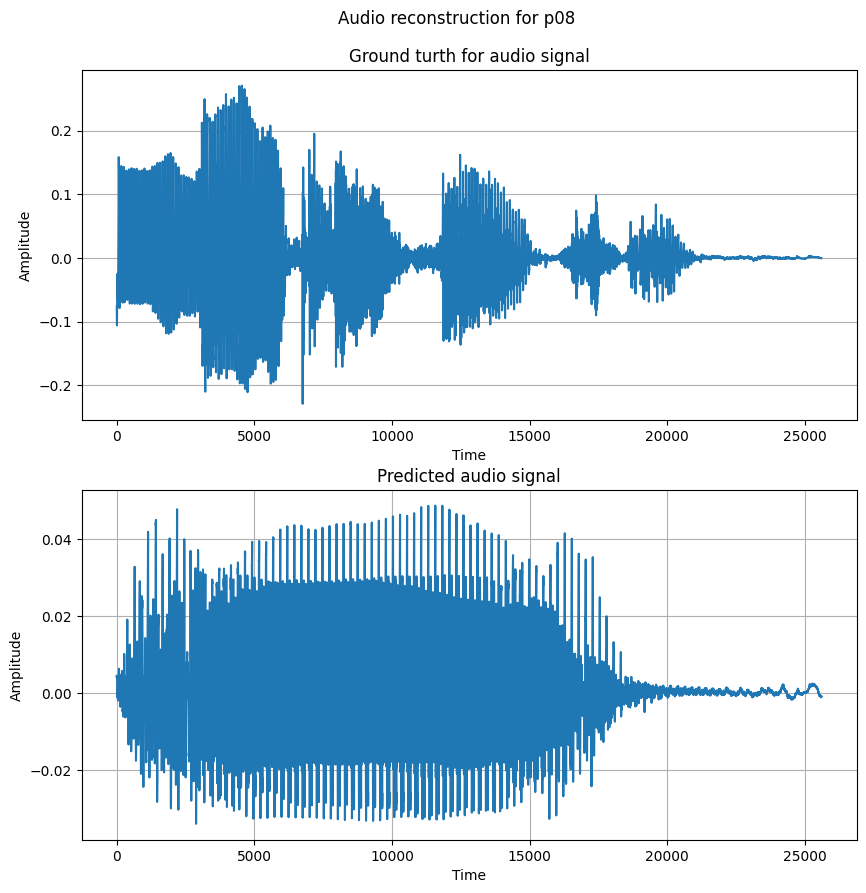 Audio reconstruction for p08
Ground turth for audio signal
0.2
0.1
0.0
−0.1
−0.2
Amplitude
0 5000 10000 15000 20000 25000
Time
Predicted audio signal
0.04
0.02
0.00
−0.02
Amplitude
0 5000 10000 15000 20000 25000
Time